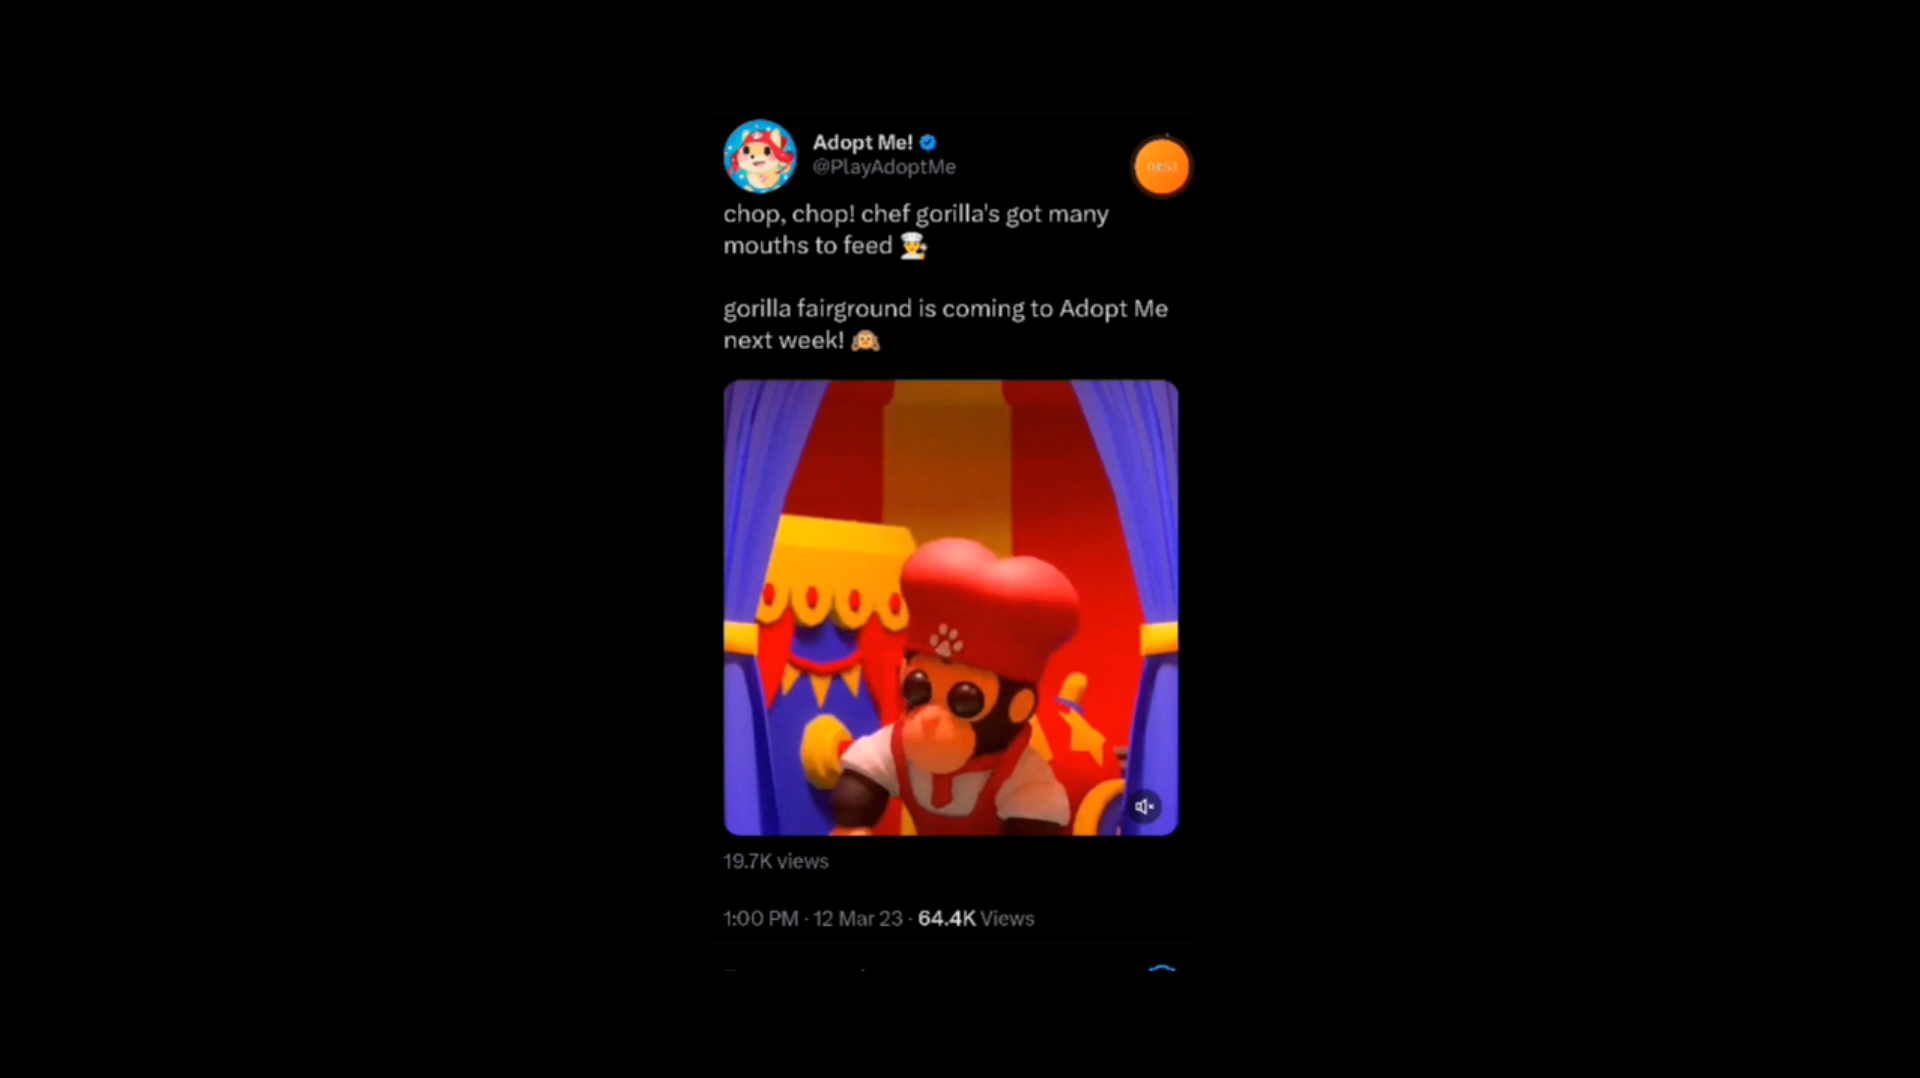 Adopt Me!
@PlayAdoptMe
chop, chop! chef gorilla's got many
mouths to feed 👨‍🍳
gorilla fairground is coming to Adopt Me
next week! 🙉
19.7K views
1:00 PM · 12 Mar 23 · 64.4K Views